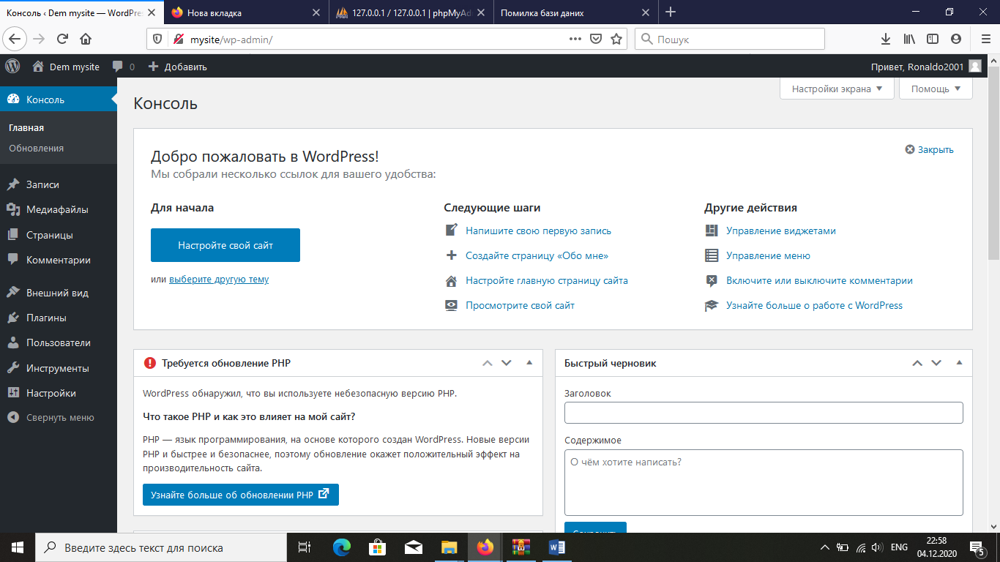 Консоль ‹ Dem mysite — WordPre
Нова вкладка
127.0.0.1 / 127.0.0.1 | phpMyAd
Помилка бази даних
mysite/wp-admin/
Пошук
Dem mysite
0
Добавить
Привет, Ronaldo2001
Консоль
Главная
Обновления
Записи
Медиафайлы
Страницы
Комментарии
Внешний вид
Плагины
Пользователи
Инструменты
Настройки
Свернуть меню
Настройки экрана
Помощь
Консоль
Добро пожаловать в WordPress!
Мы собрали несколько ссылок для вашего удобства:
Закрыть
Для начала
Настройте свой сайт
или выберите другую тему
Следующие шаги
Напишите свою первую запись
Создайте страницу «Обо мне»
Настройте главную страницу сайта
Просмотрите свой сайт
Другие действия
Управление виджетами
Управление меню
Включите или выключите комментарии
Узнайте больше о работе с WordPress
Требуется обновление PHP
WordPress обнаружил, что вы используете небезопасную версию PHP.
Что такое PHP и как это влияет на мой сайт?
PHP — язык программирования, на основе которого создан WordPress. Новые версии
PHP и быстрее и безопаснее, поэтому обновление окажет положительный эффект на
производительность сайта.
Узнайте больше об обновлении PHP
Быстрый черновик
Заголовок
Содержимое
О чём хотите написать?
Введите здесь текст для поиска
ENG
22:58
04.12.2020
5